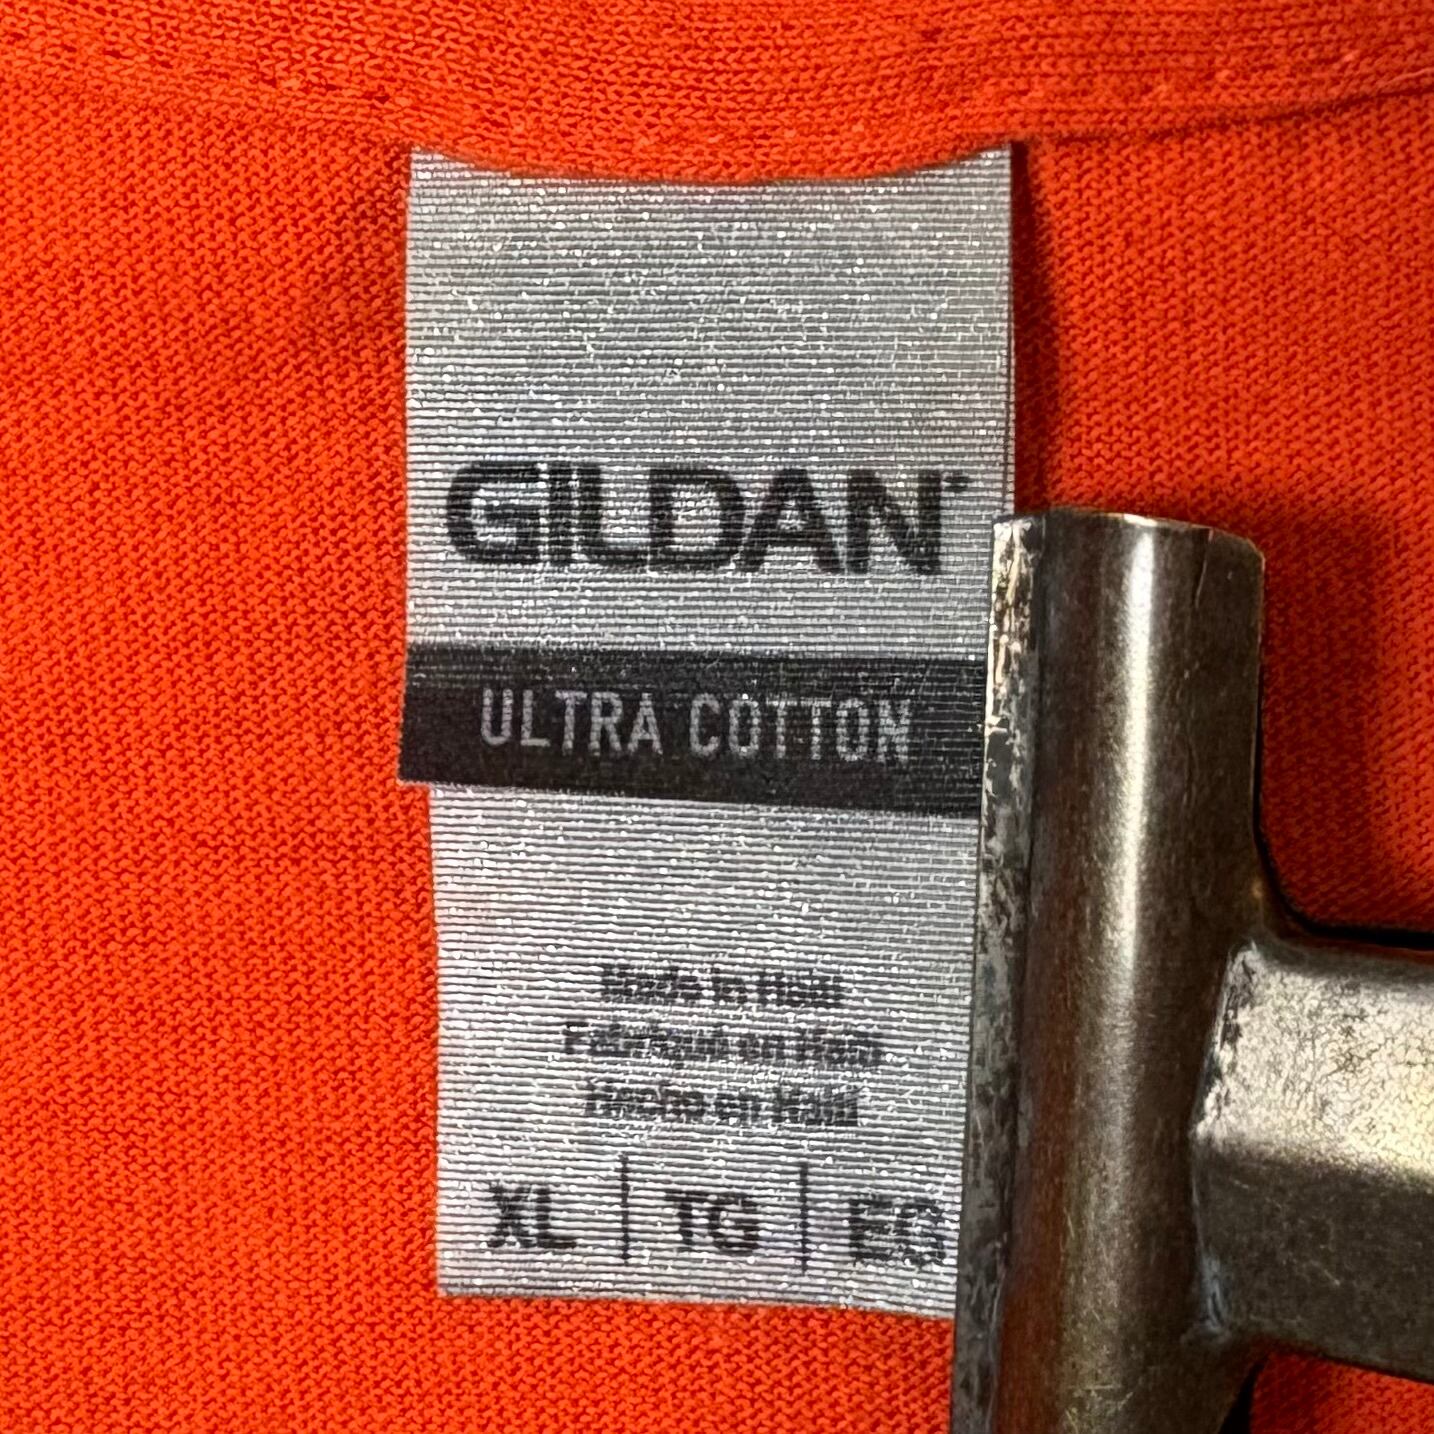 GILDAN
ULTRA COTTON
Made in Haiti
Fabriqué en Haïti
Hecho en Haití
XL | TG | EG